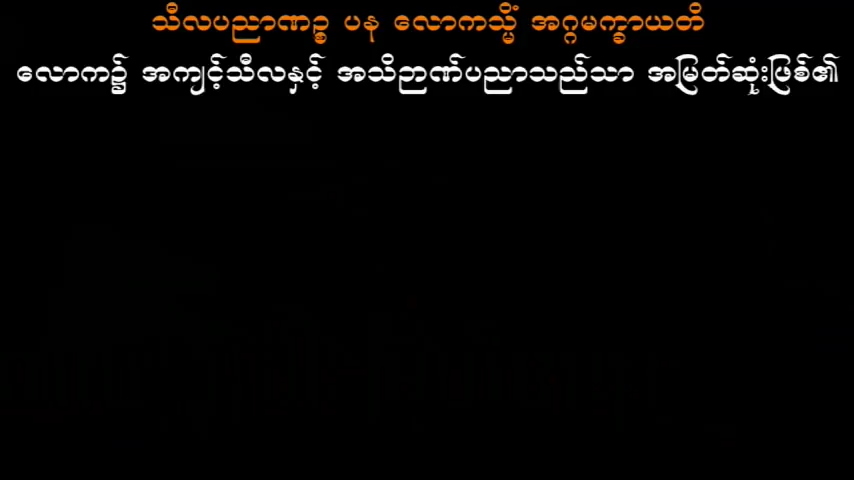 သီလပညာဏဉ္စ ပန လောကသ္မိံ အဂ္ဂမက္ခာယတိ
လောက၌ အကျင့်သီလနှင့် အသိဉာဏ်ပညာသည်သာ အမြတ်ဆုံးဖြစ်၏